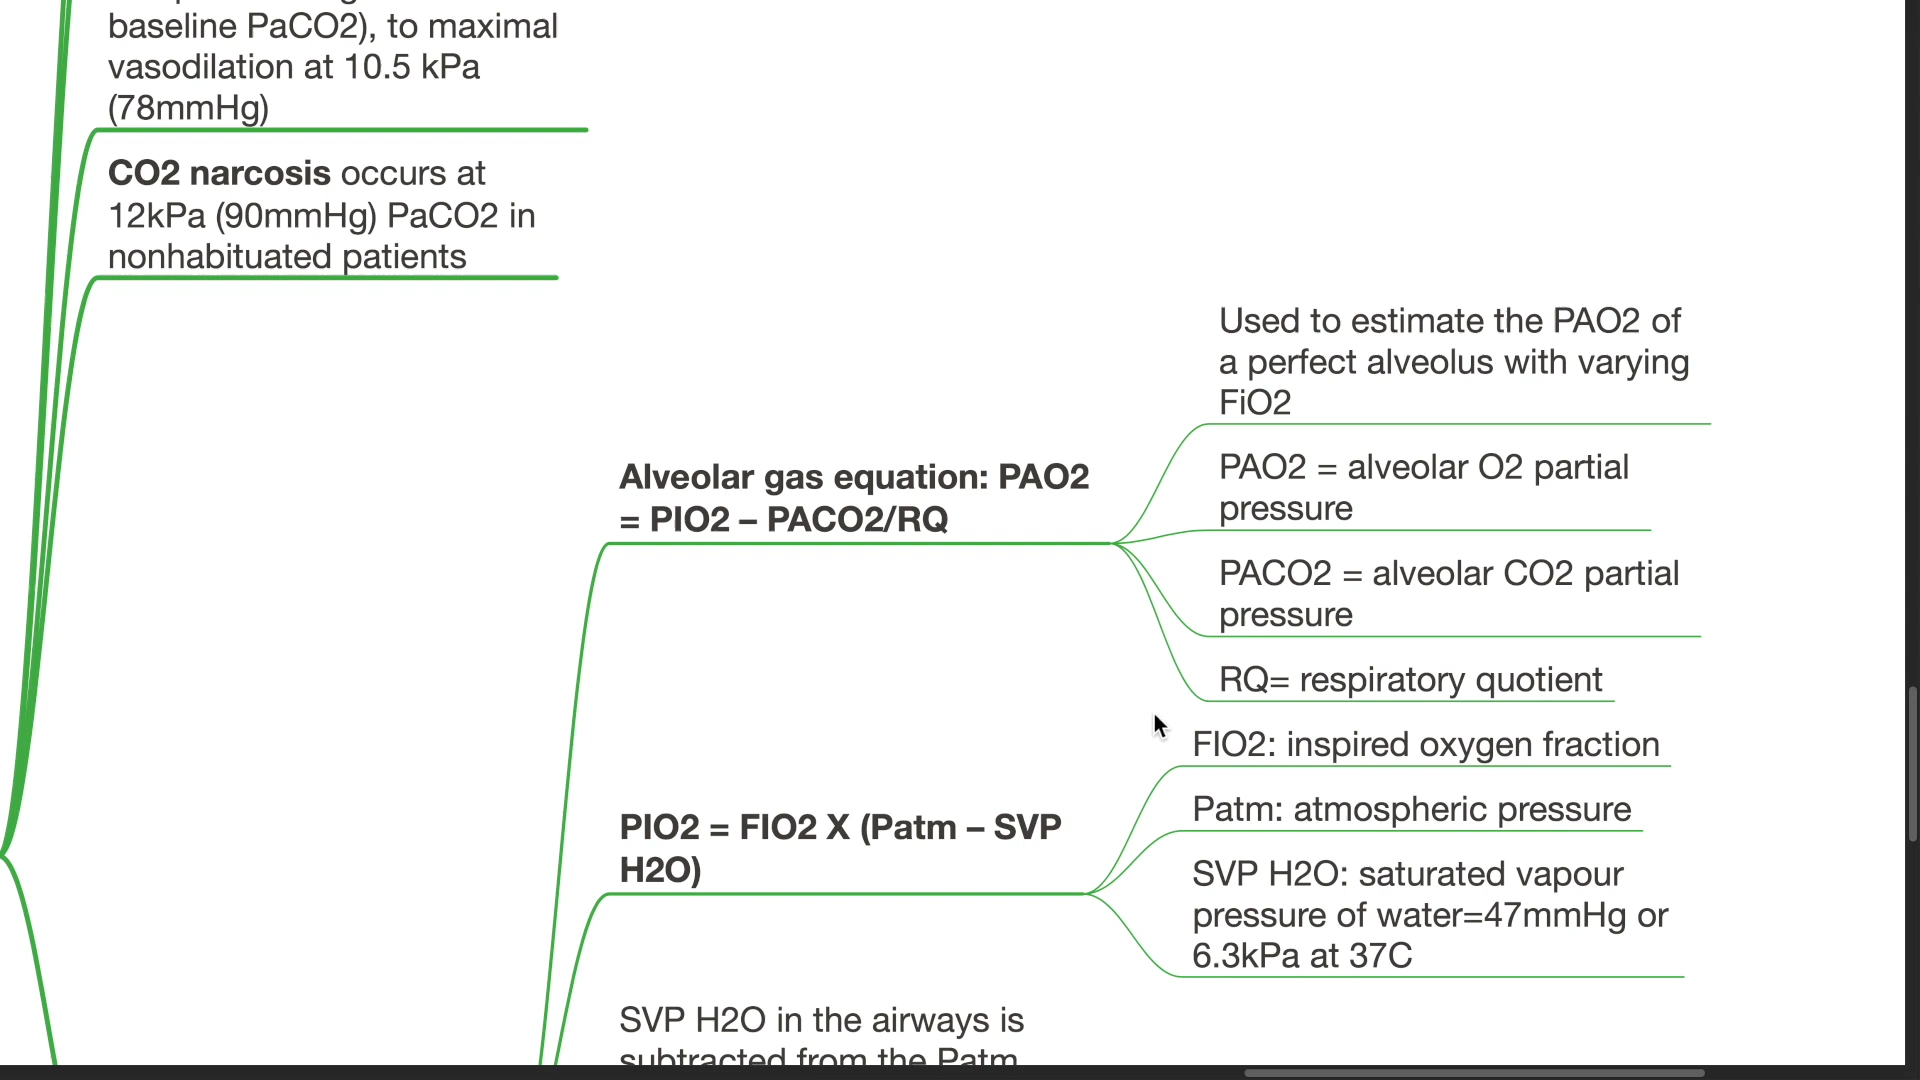 baseline PaCO2), to maximal
vasodilation at 10.5 kPa
(78mmHg)
CO2 narcosis occurs at
12kPa (90mmHg) PaCO2 in
nonhabituated patients
Alveolar gas equation: PAO2
= PIO2 – PACO2/RQ
Used to estimate the PAO2 of
a perfect alveolus with varying
FiO2
PAO2 = alveolar O2 partial
pressure
PACO2 = alveolar CO2 partial
pressure
RQ= respiratory quotient
PIO2 = FIO2 X (Patm – SVP
H2O)
FIO2: inspired oxygen fraction
Patm: atmospheric pressure
SVP H2O: saturated vapour
pressure of water=47mmHg or
6.3kPa at 37C
SVP H2O in the airways is
subtracted from the Patm